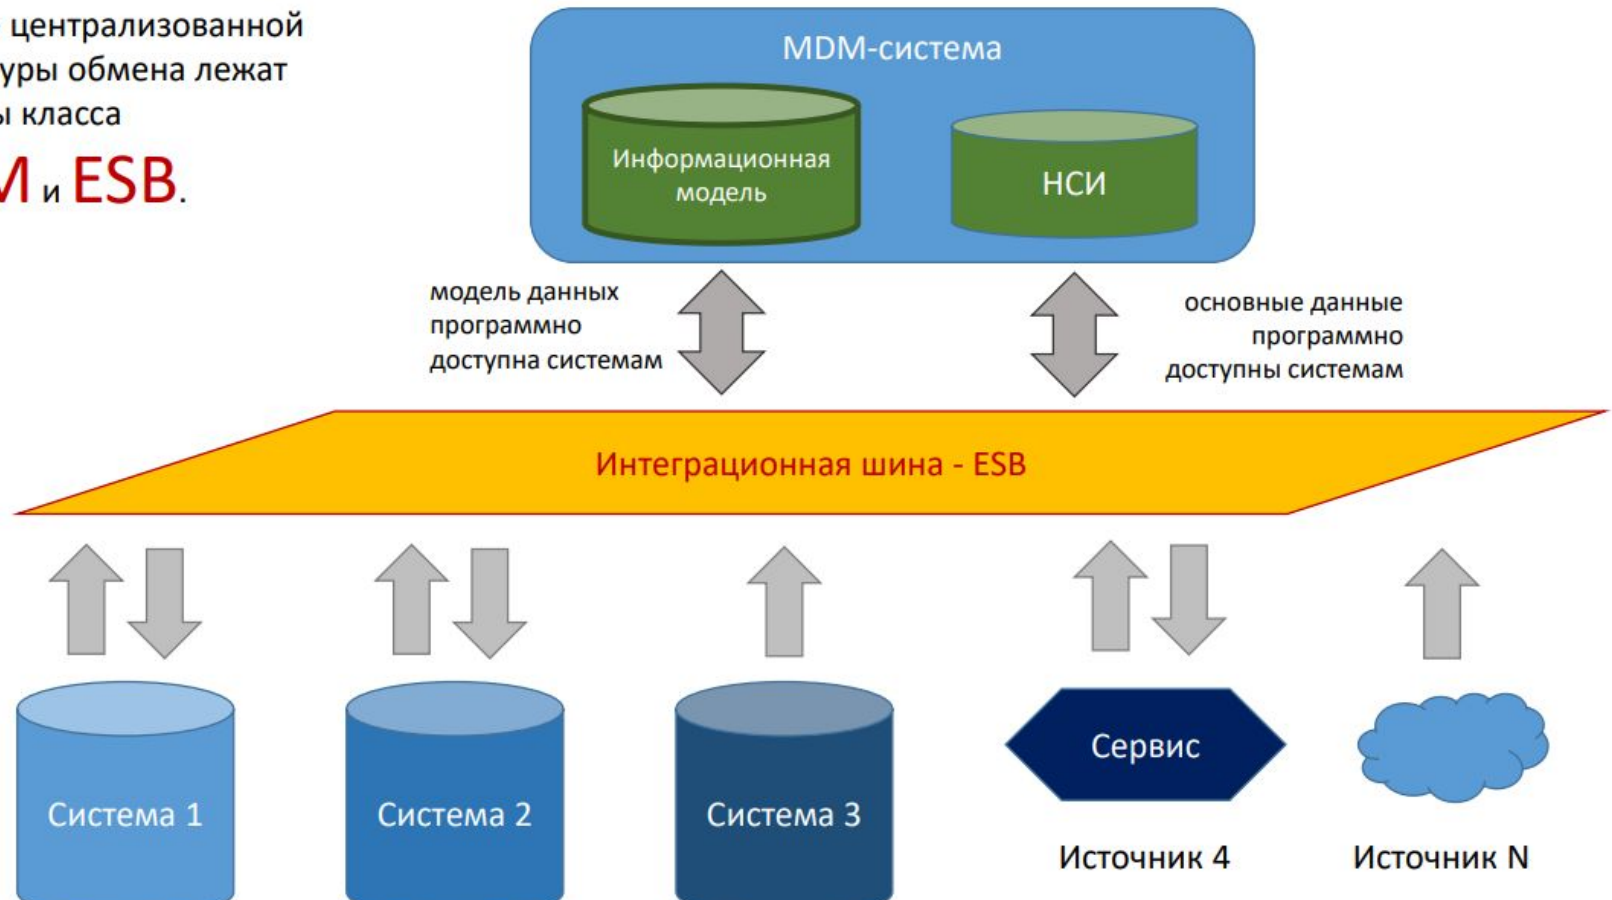 централизованной
уры обмена лежат
ы класса
М и ESB.
MDM-система
Информационная
модель
НСИ
модель данных
программно
доступна системам
основные данные
программно
доступны системам
Интеграционная шина - ESB
Система 1
Система 2
Система 3
Сервис
Источник 4
Источник N